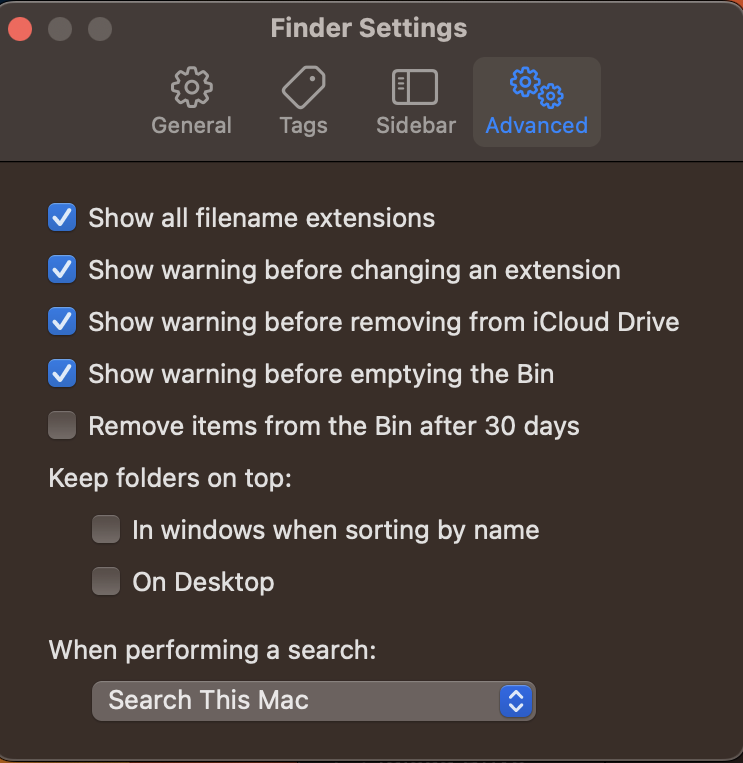 Finder Settings
General Tags Sidebar Advanced
Show all filename extensions
Show warning before changing an extension
Show warning before removing from iCloud Drive
Show warning before emptying the Bin
Remove items from the Bin after 30 days
Keep folders on top:
In windows when sorting by name
On Desktop
When performing a search:
Search This Mac